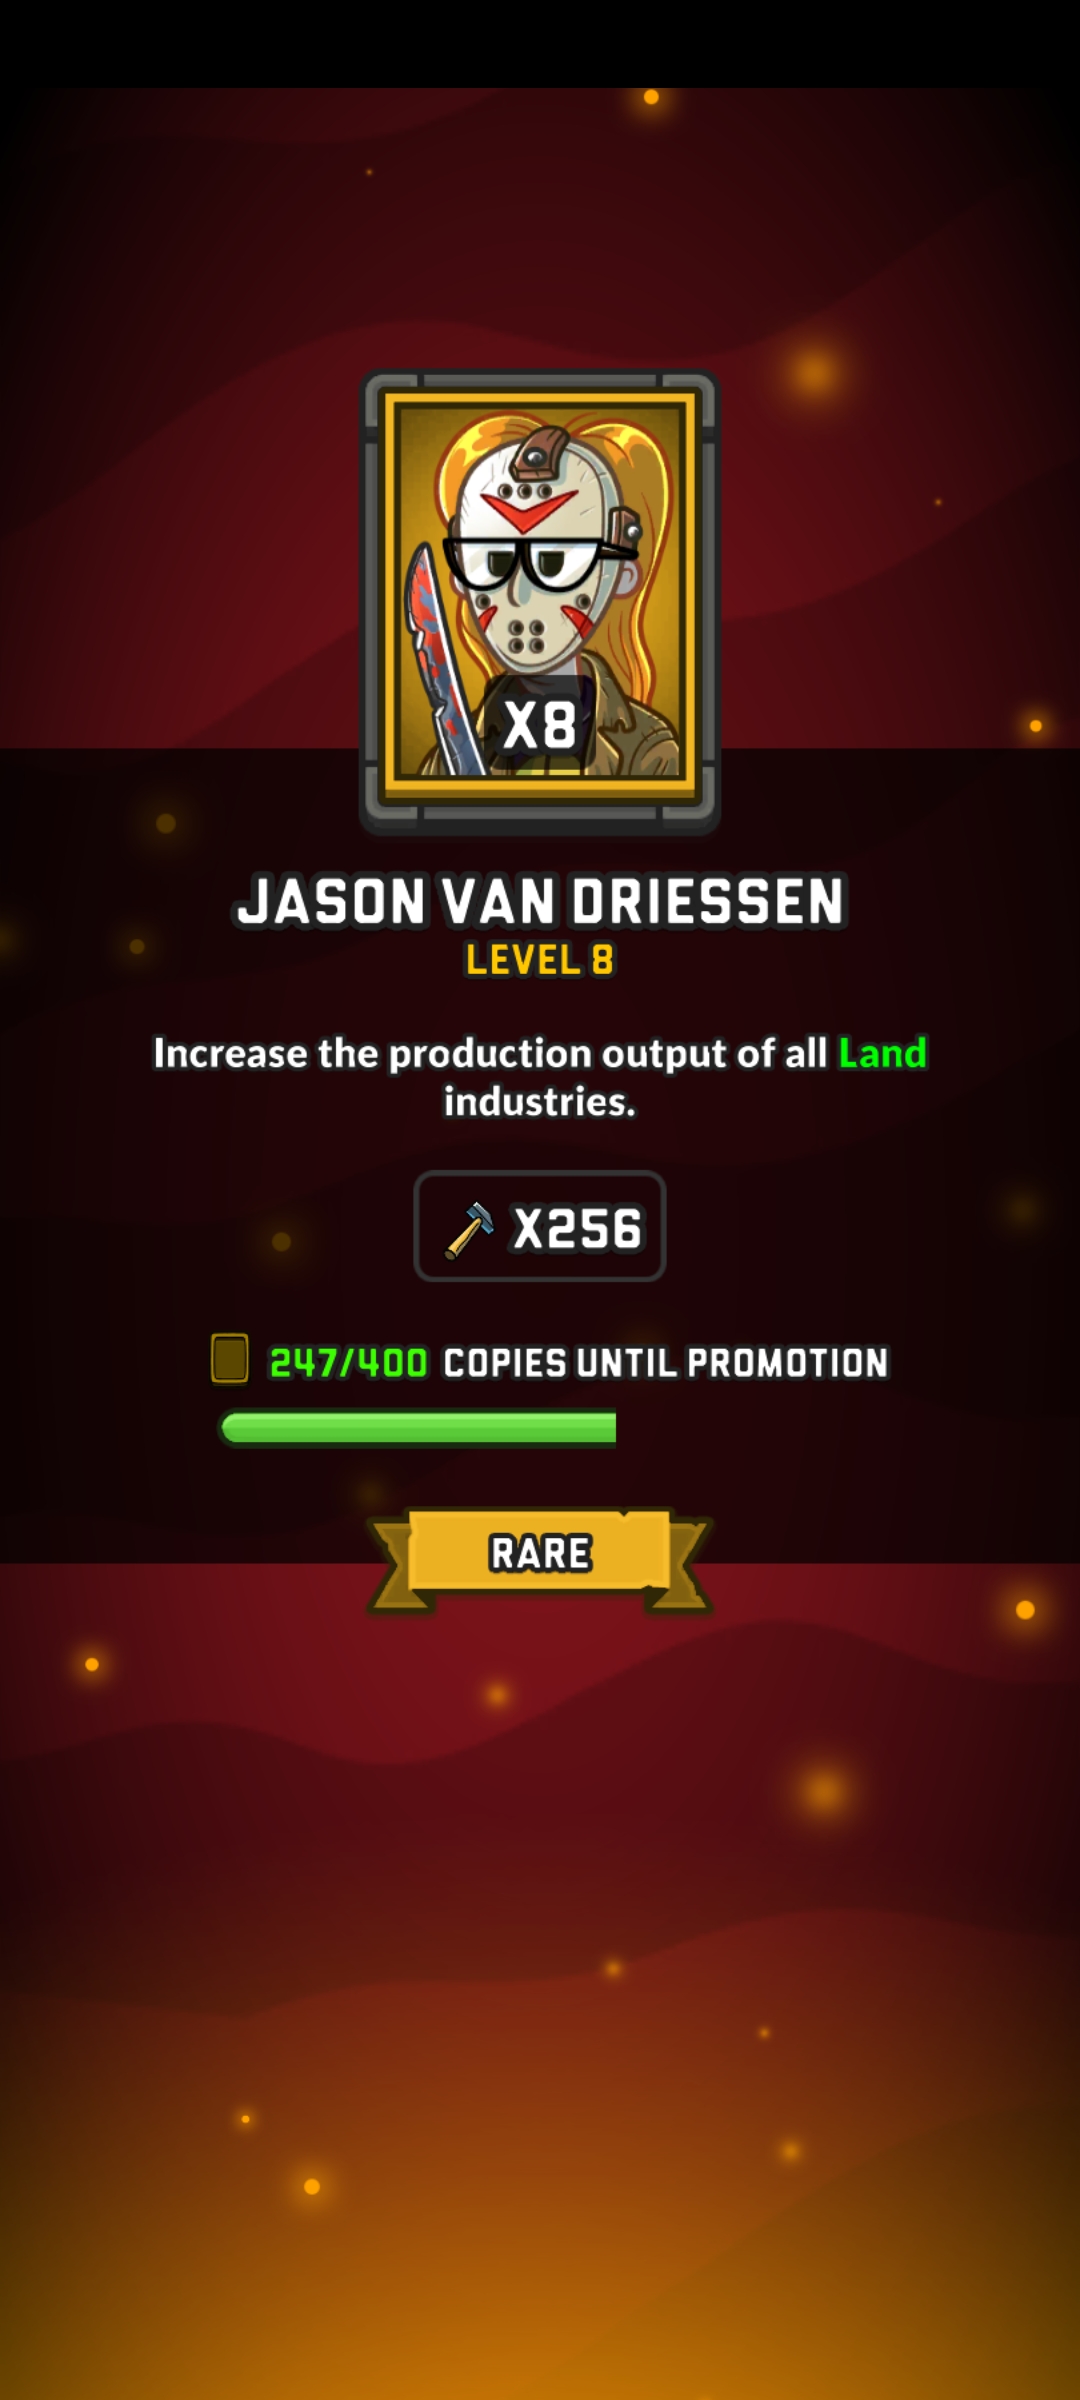 X8
JASON VAN DRIESSEN
LEVEL 8
Increase the production output of all Land
industries.
X256
247/400 COPIES UNTIL PROMOTION
RARE